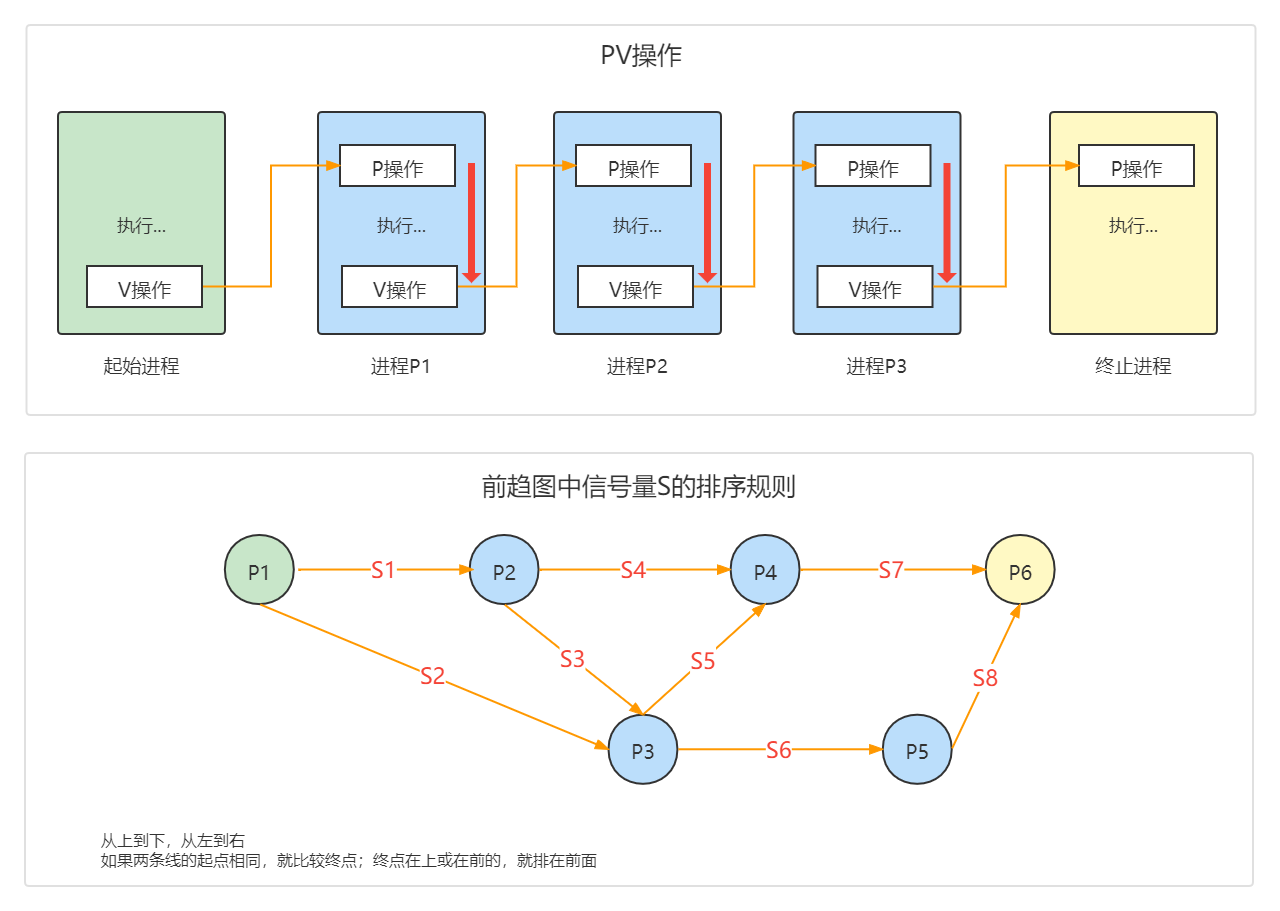 PV操作
P操作
P操作
P操作
P操作
执行...
执行...
执行...
执行...
执行...
V操作
V操作
V操作
V操作
起始进程
进程P1
进程P2
进程P3
终止进程
前趋图中信号量S的排序规则
P1
S1
P2
S4
P4
S7
P6
S2
S3
S5
S8
P3
S6
P5
从上到下，从左到右
如果两条线的起点相同，就比较终点；终点在上或在前的，就排在前面